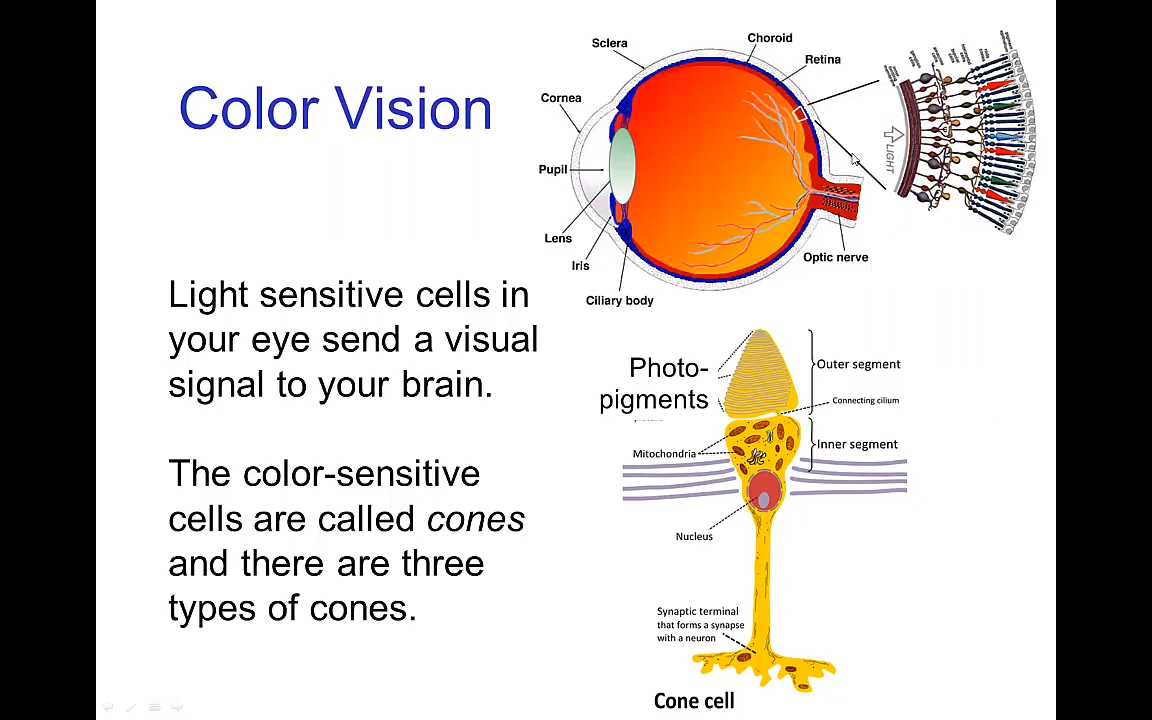 Color Vision
Light sensitive cells in
your eye send a visual
signal to your brain.
The color-sensitive
cells are called cones
and there are three
types of cones.
Sclera
Choroid
Retina
Cornea
Pupil
Lens
Iris
Ciliary body
Optic nerve
LIGHT
Photo-
pigments
Outer segment
Connecting cilium
Inner segment
Mitochondria
Nucleus
Synaptic terminal
that forms a synapse
with a neuron
Cone cell